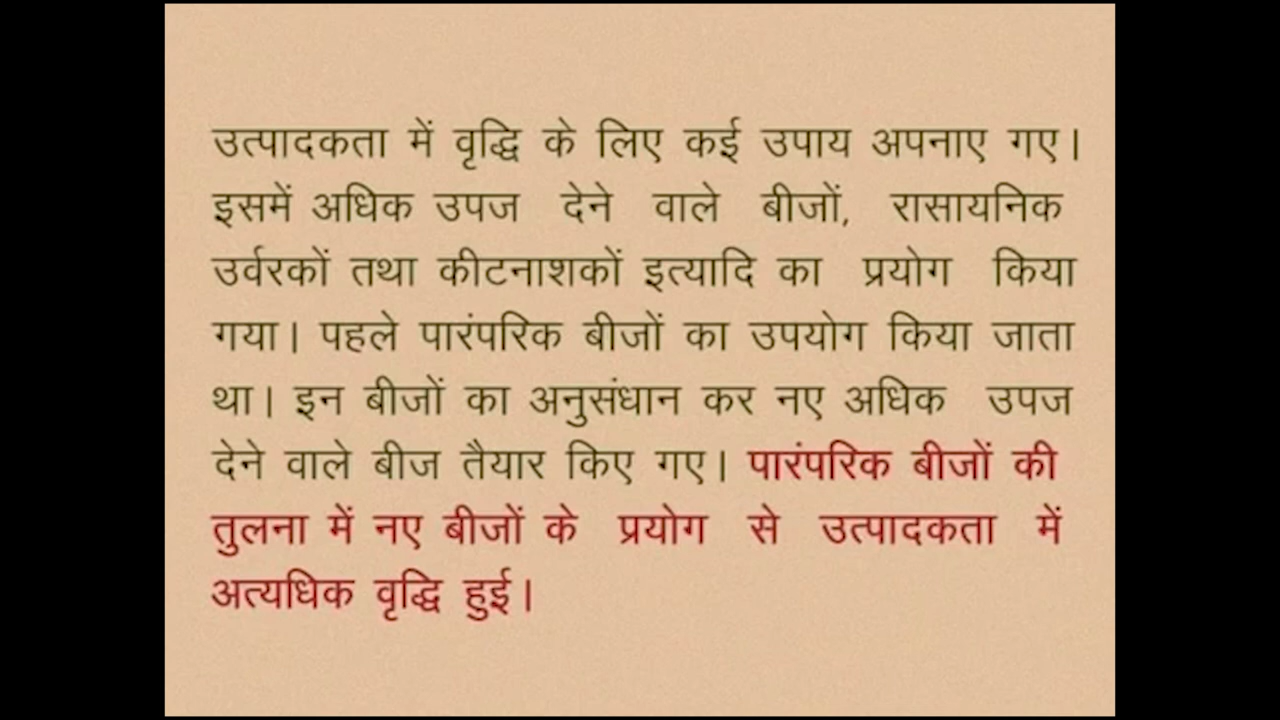 उत्पादकता में वृद्धि के लिए कई उपाय अपनाए गए।
इसमें अधिक उपज देने वाले बीजों, रासायनिक
उर्वरकों तथा कीटनाशकों इत्यादि का प्रयोग किया
गया। पहले पारंपरिक बीजों का उपयोग किया जाता
था। इन बीजों का अनुसंधान कर नए अधिक उपज
देने वाले बीज तैयार किए गए। पारंपरिक बीजों की
तुलना में नए बीजों के प्रयोग से उत्पादकता में
अत्यधिक वृद्धि हुई।